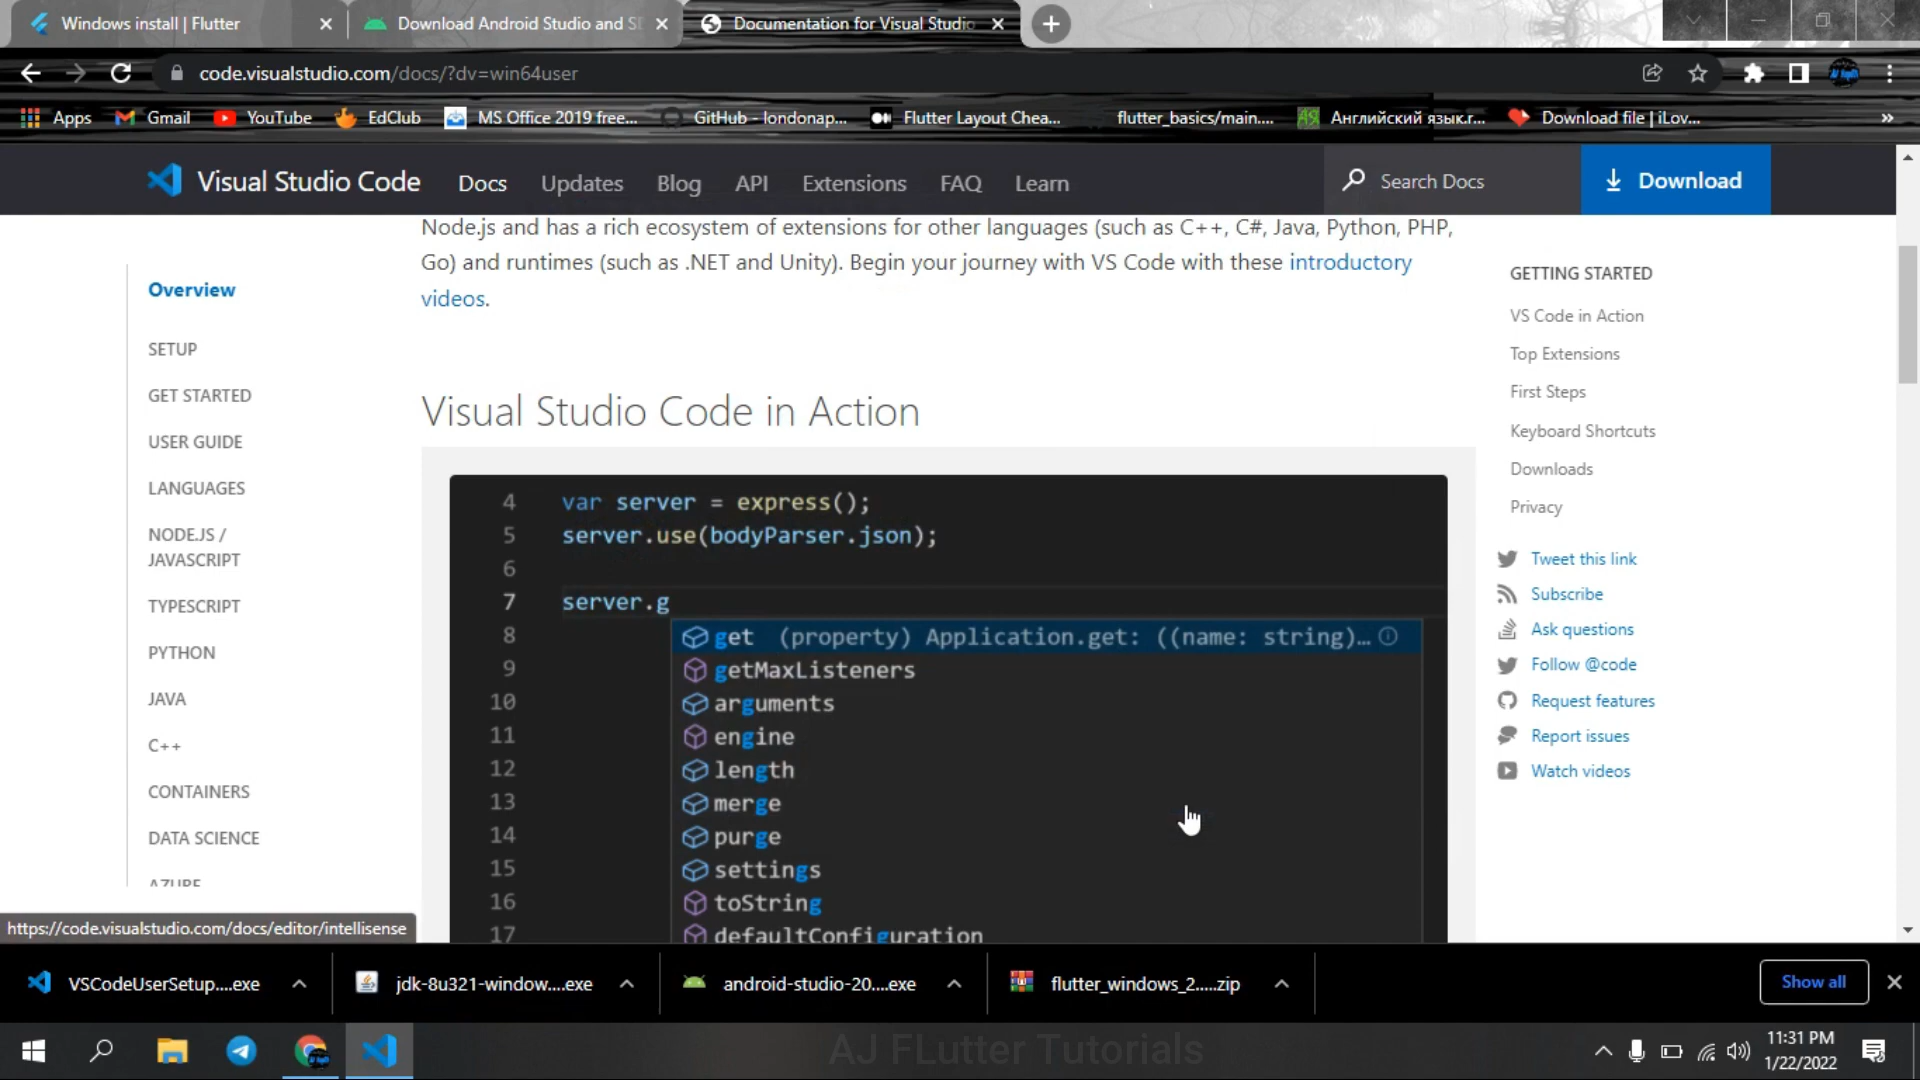 Windows install | Flutter
Download Android Studio and S
Documentation for Visual Studio
code.visualstudio.com/docs/?dv=win64user
Apps
Gmail
YouTube
EdClub
MS Office 2019 free...
GitHub - londonap...
Flutter Layout Chea...
flutter_basics/main....
Английский язык.r...
Download file | iLov...
»
Visual Studio Code
Docs
Updates
Blog
API
Extensions
FAQ
Learn
Search Docs
Download
Node.js and has a rich ecosystem of extensions for other languages (such as C++, C#, Java, Python, PHP,
Go) and runtimes (such as .NET and Unity). Begin your journey with VS Code with these introductory
videos.
Overview
SETUP
GET STARTED
USER GUIDE
LANGUAGES
NODE.JS /
JAVASCRIPT
TYPESCRIPT
PYTHON
JAVA
C++
CONTAINERS
DATA SCIENCE
AZURE
Visual Studio Code in Action
4 var server = express();
5 server.use(bodyParser.json);
6
7 server.g
8 get (property) Application.get: ((name: string)...
9 getMaxListeners
10 arguments
11 engine
12 length
13 merge
14 purge
15 settings
16 toString
17 defaultConfiguration
GETTING STARTED
VS Code in Action
Top Extensions
First Steps
Keyboard Shortcuts
Downloads
Privacy
Tweet this link
Subscribe
Ask questions
Follow @code
Request features
Report issues
Watch videos
https://code.visualstudio.com/docs/editor/intellisense
VSCodeUserSetup....exe
jdk-8u321-window....exe
android-studio-20....exe
flutter_windows_2.....zip
Show all
AJ FLutter Tutorials
11:31 PM
1/22/2022